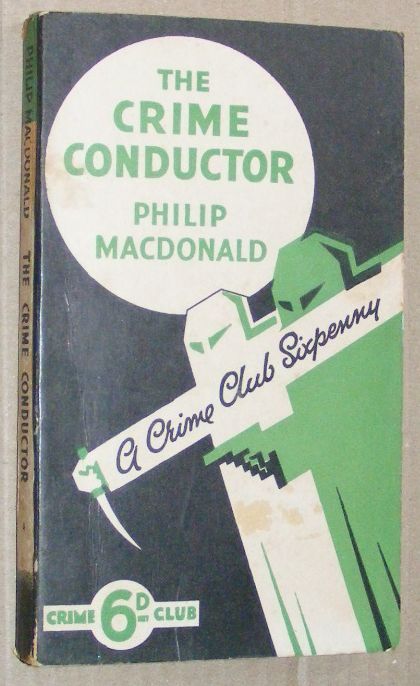 THE
CRIME
CONDUCTOR
PHILIP
MACDONALD
A Crime Club Sixpenny
CRIME 6D NET CLUB
PHILIP MACDONALD THE CRIME CONDUCTOR